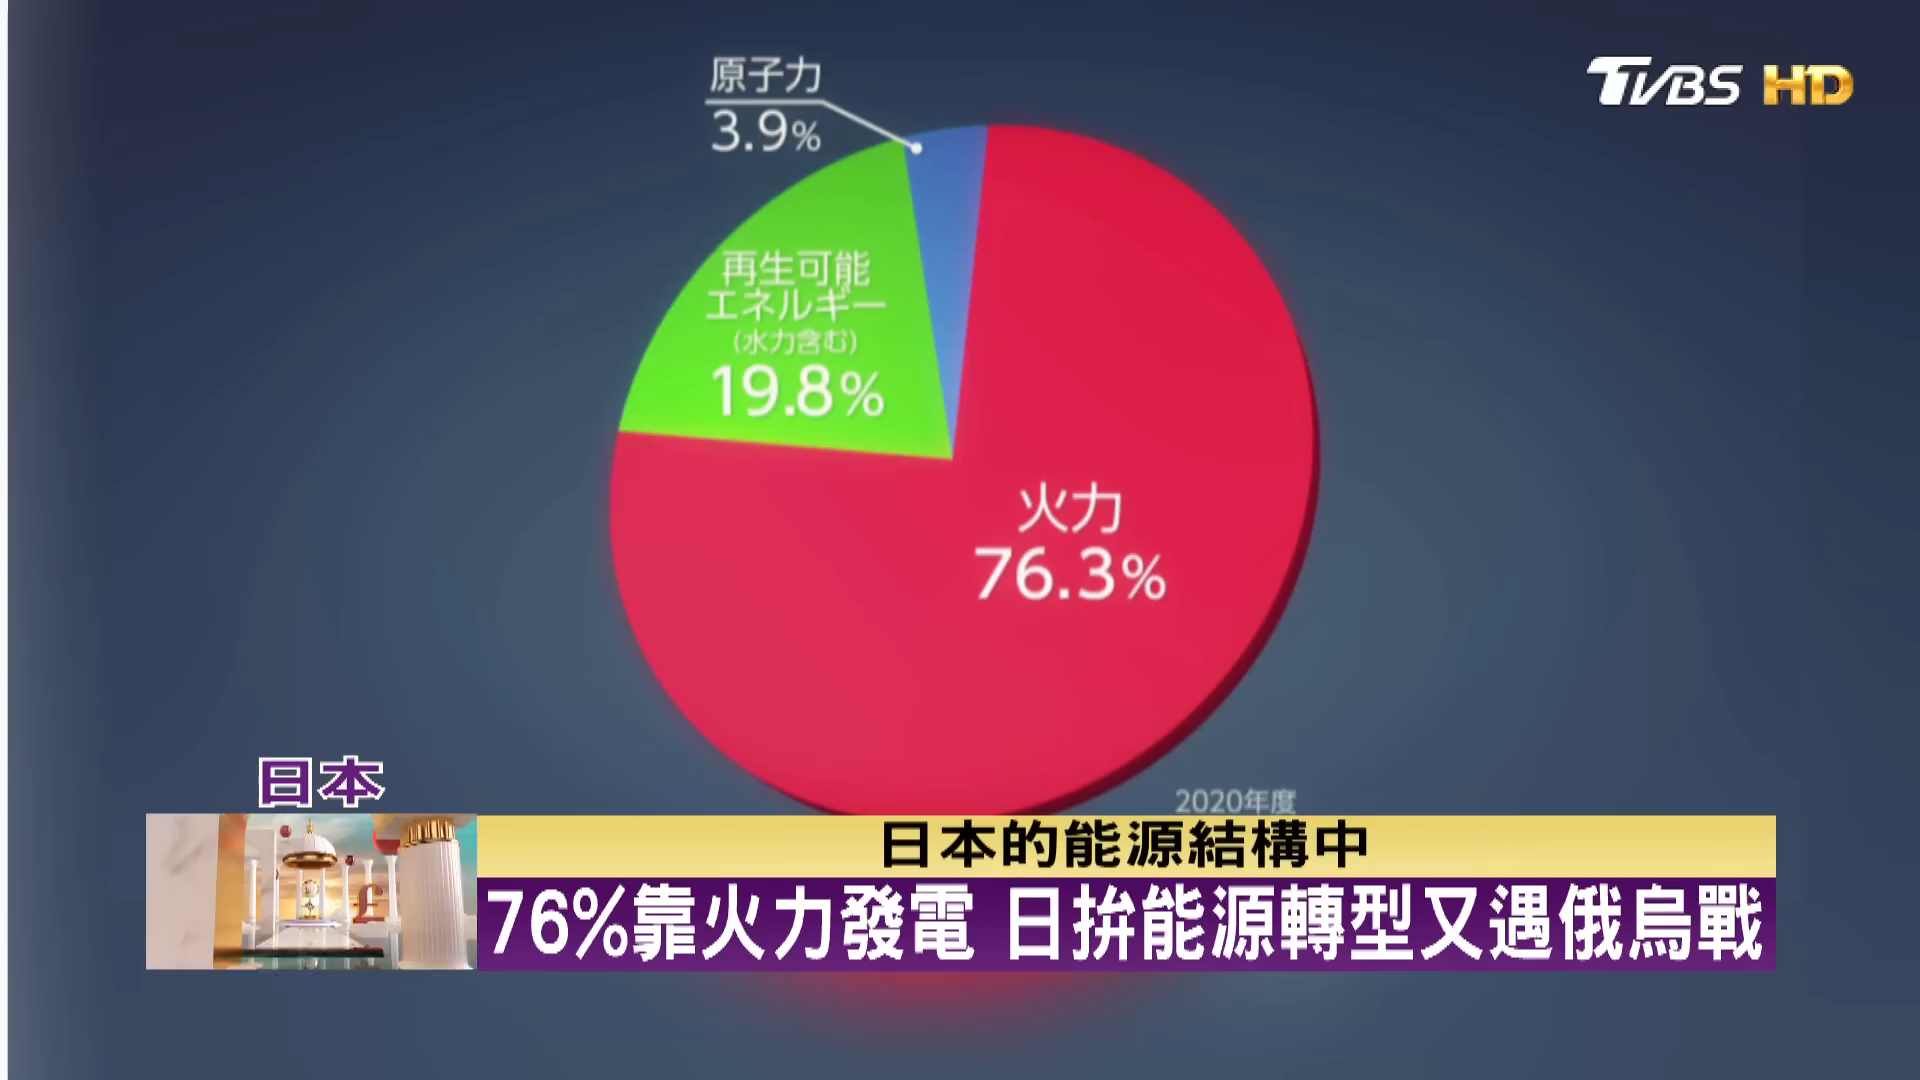 原子力
3.9%
TVBS HD
再生可能
エネルギー
(水力含む)
19.8%
火力
76.3%
2020年度
日本
日本的能源結構中
76%靠火力發電 日拚能源轉型又遇俄烏戰
£